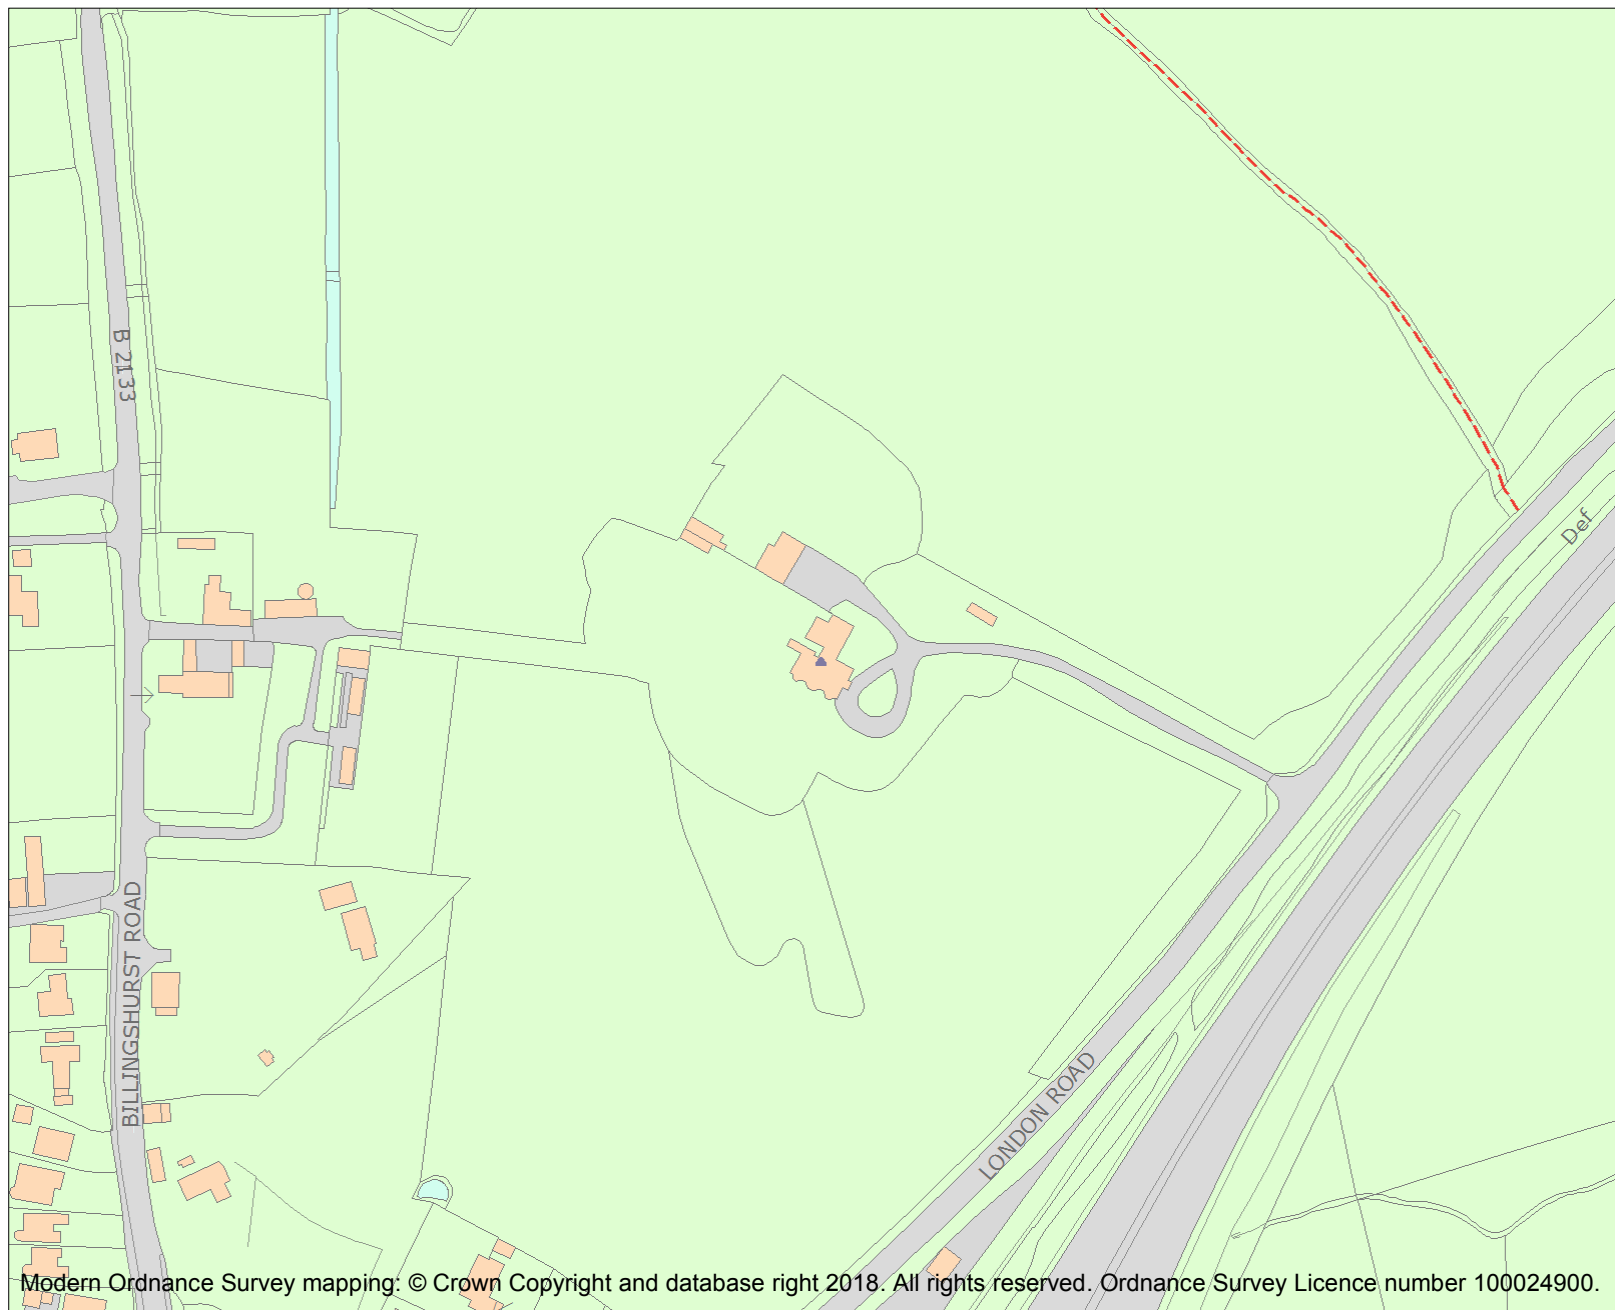 B 2133
Def
BILLINGSHURST ROAD
LONDON ROAD
Modern Ordnance Survey mapping: © Crown Copyright and database right 2018. All rights reserved. Ordnance Survey Licence number 100024900.